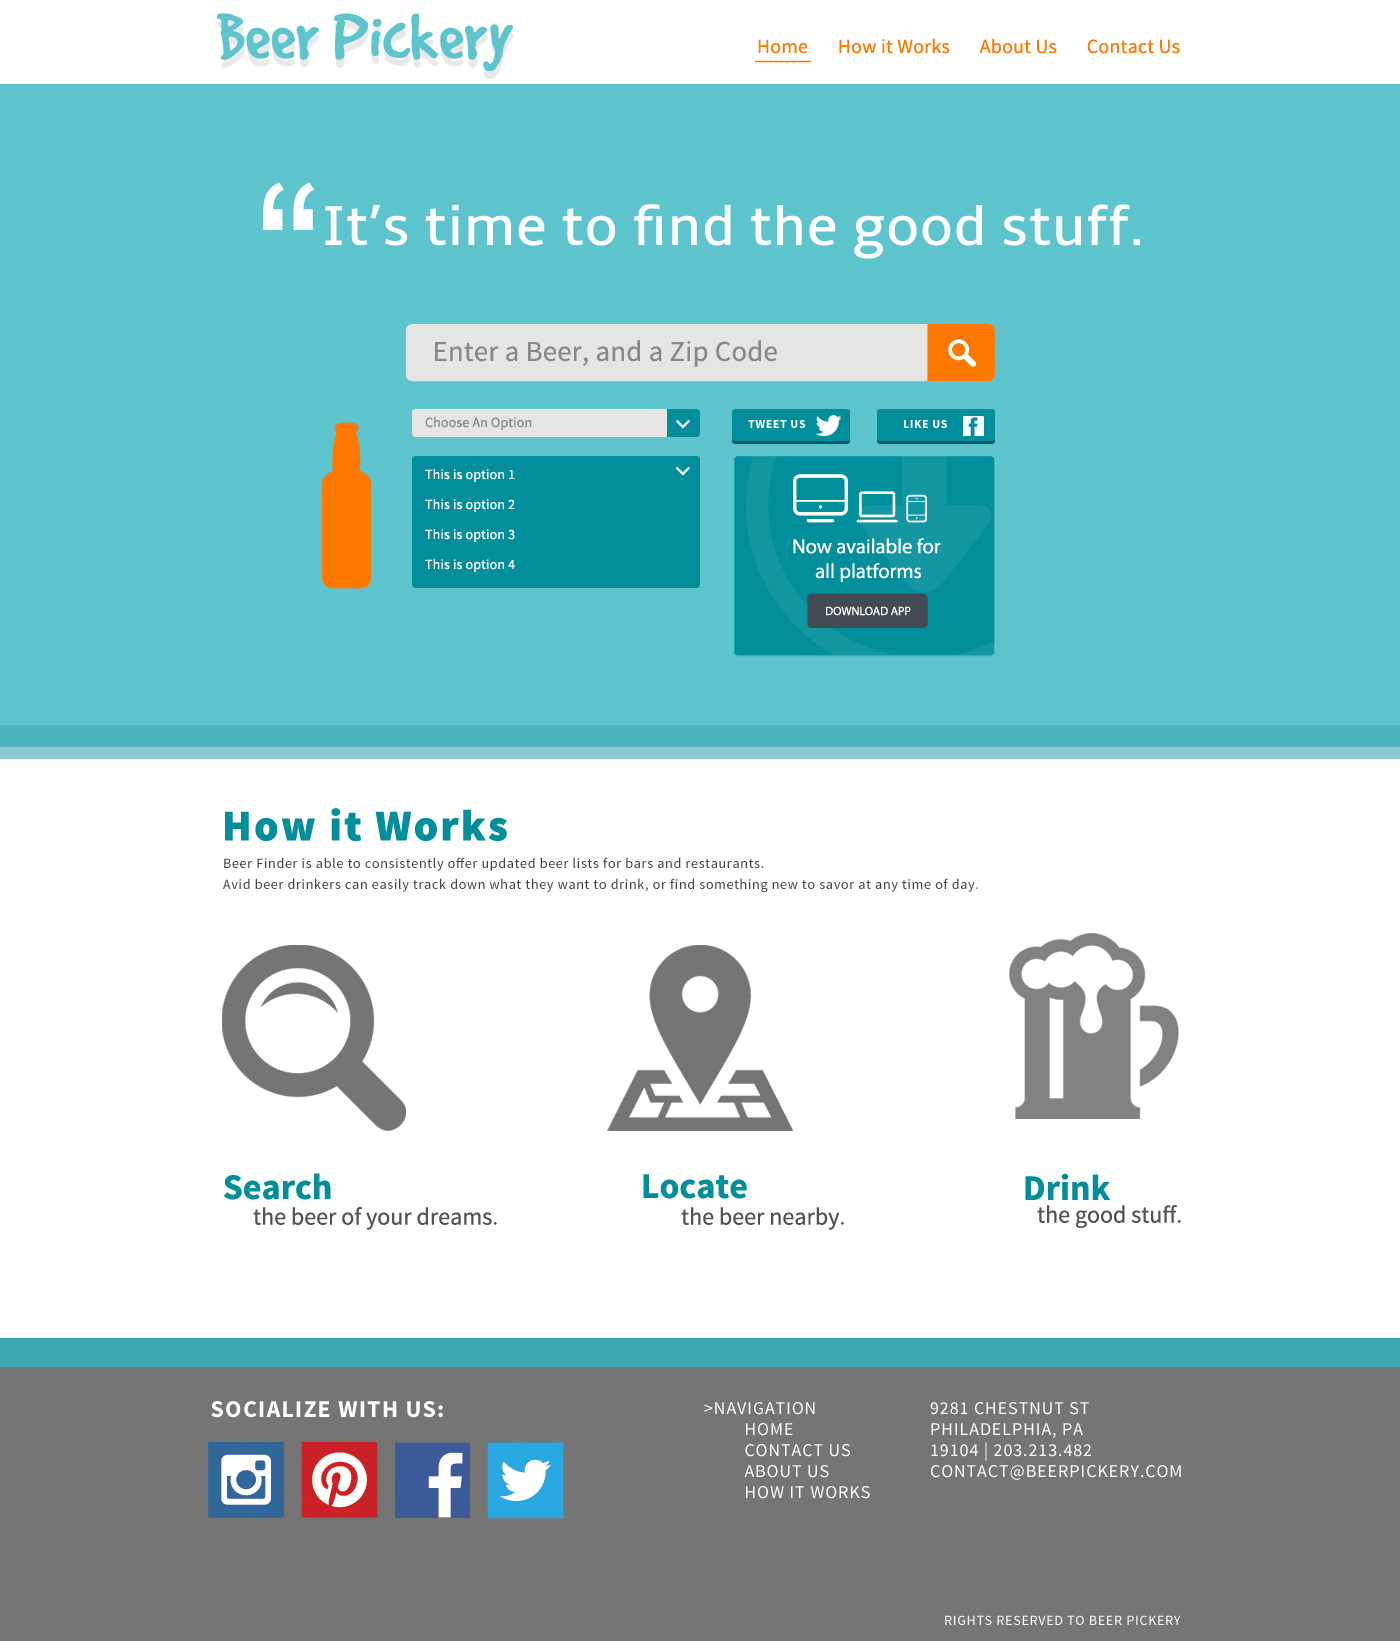 Beer Pickery
Home
How it Works
About Us
Contact Us
“It’s time to find the good stuff.
Enter a Beer, and a Zip Code
Choose An Option
TWEET US
LIKE US
This is option 1
This is option 2
This is option 3
This is option 4
Now available for
all platforms
DOWNLOAD APP
How it Works
Beer Finder is able to consistently offer updated beer lists for bars and restaurants.
Avid beer drinkers can easily track down what they want to drink, or find something new to savor at any time of day.
Search
the beer of your dreams.
Locate
the beer nearby.
Drink
the good stuff.
SOCIALIZE WITH US:
>NAVIGATION
HOME
CONTACT US
ABOUT US
HOW IT WORKS
9281 CHESTNUT ST
PHILADELPHIA, PA
19104 | 203.213.482
CONTACT@BEERPICKERY.COM
RIGHTS RESERVED TO BEER PICKERY